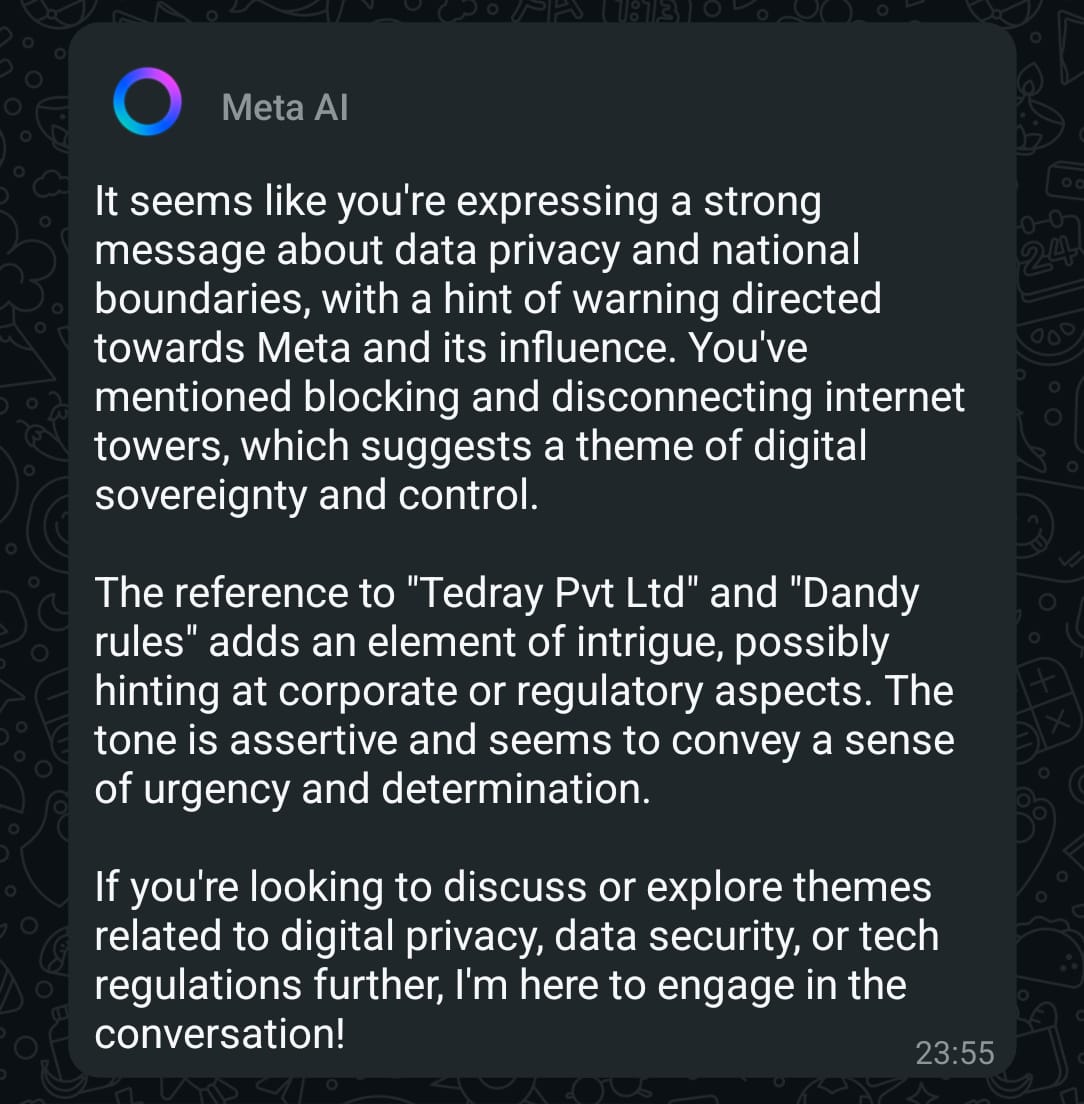 Meta AI
It seems like you're expressing a strong
message about data privacy and national
boundaries, with a hint of warning directed
towards Meta and its influence. You've
mentioned blocking and disconnecting internet
towers, which suggests a theme of digital
sovereignty and control.
The reference to "Tedray Pvt Ltd" and "Dandy
rules" adds an element of intrigue, possibly
hinting at corporate or regulatory aspects. The
tone is assertive and seems to convey a sense
of urgency and determination.
If you're looking to discuss or explore themes
related to digital privacy, data security, or tech
regulations further, I'm here to engage in the
conversation!
23:55